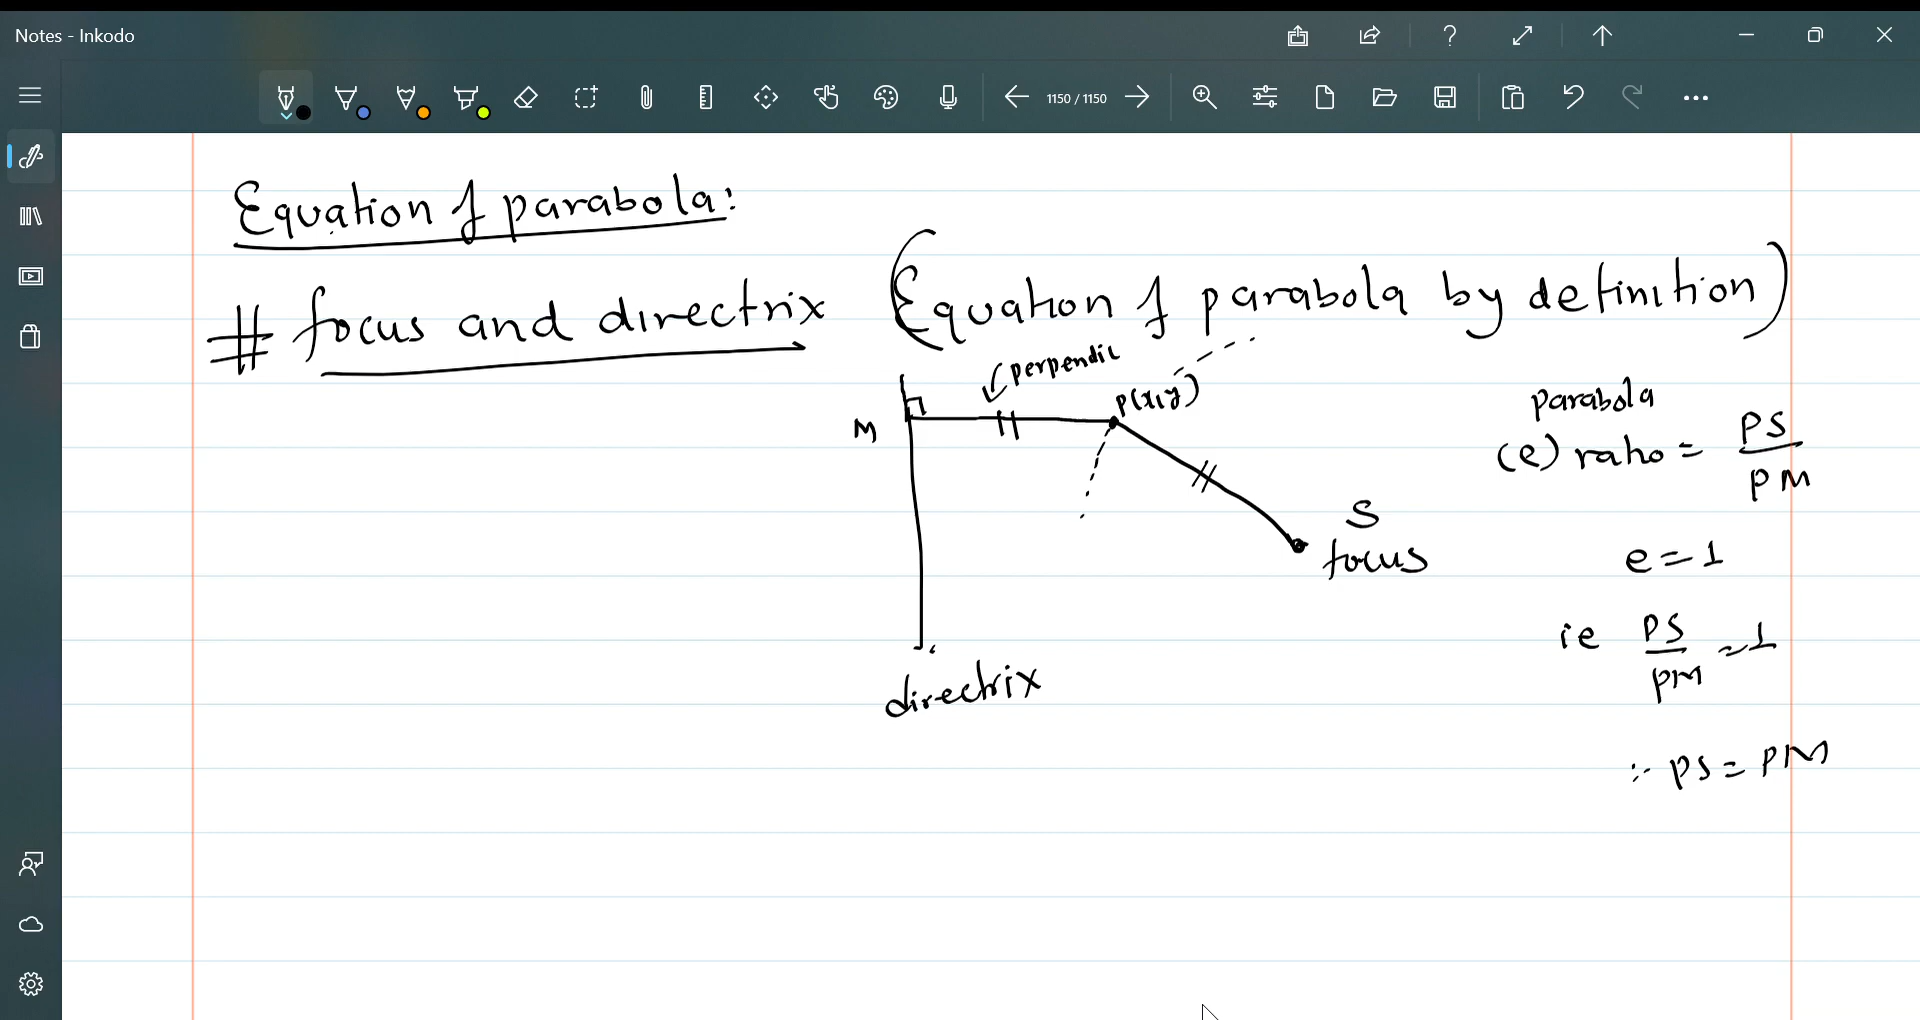 Notes - Inkodo
1150 / 1150
Equation of parabola:
# focus and directrix (Equation of parabola by definition)
perpendic
M
P(x,y)
S
focus
directrix
parabola
(e) ratio = PS / PM
e = 1
ie PS / PM = 1
∴ PS = PM